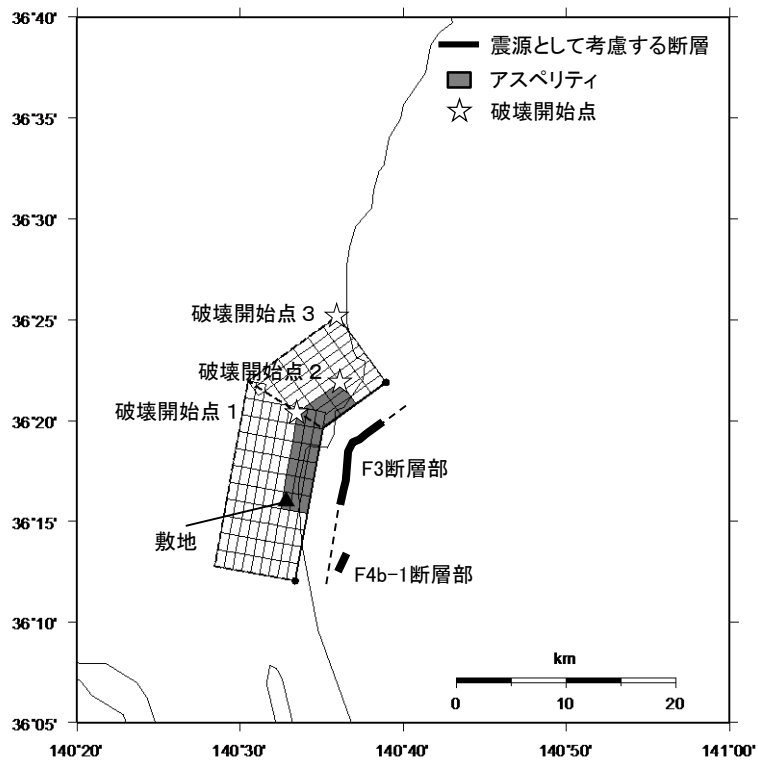 36°40'
震源として考慮する断層
アスペリティ
破壊開始点
36°35'
36°30'
36°25'
破壊開始点３
破壊開始点２
36°20'
破壊開始点１
F3断層部
36°15'
敷地
F4b-1断層部
36°10'
km
0 10 20
36°05'
140°20' 140°30' 140°40' 140°50' 141°00'